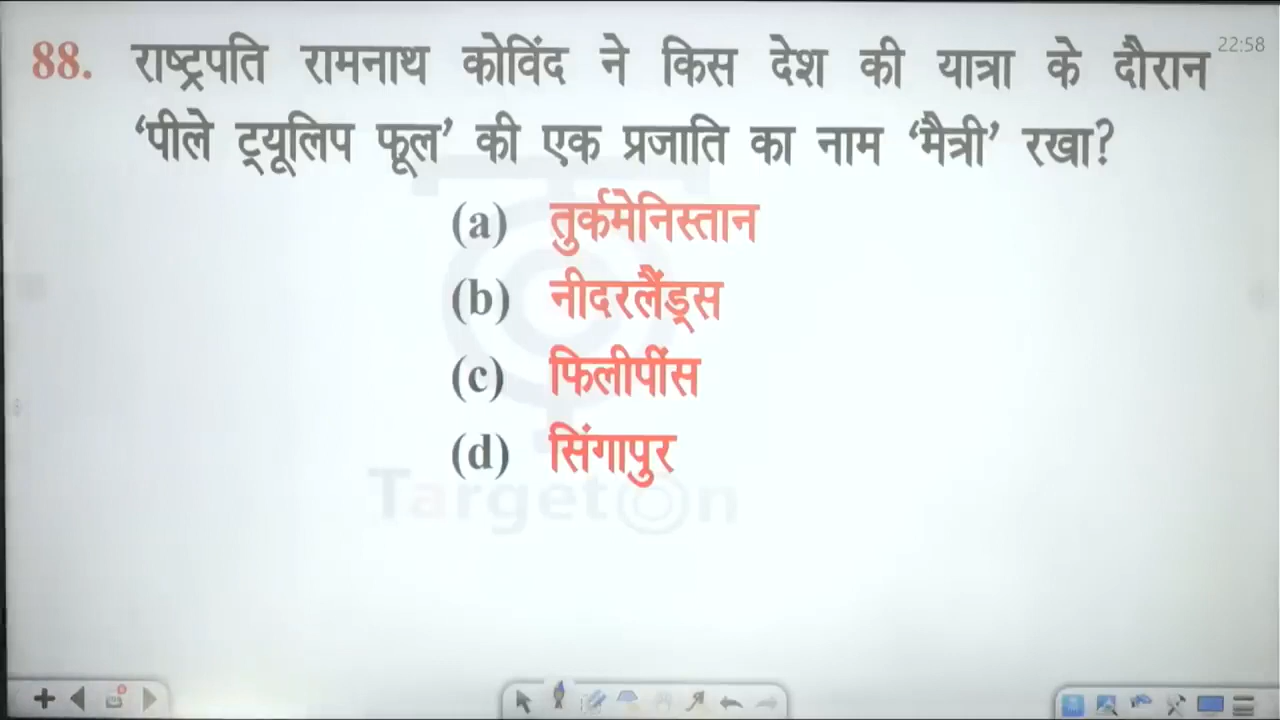 22:58
88. राष्ट्रपति रामनाथ कोविंद ने किस देश की यात्रा के दौरान
‘पीले ट्यूलिप फूल’ की एक प्रजाति का नाम ‘मैत्री’ रखा?
(a) तुर्कमेनिस्तान
(b) नीदरलैंड्स
(c) फिलीपींस
(d) सिंगापुर
TargetOn